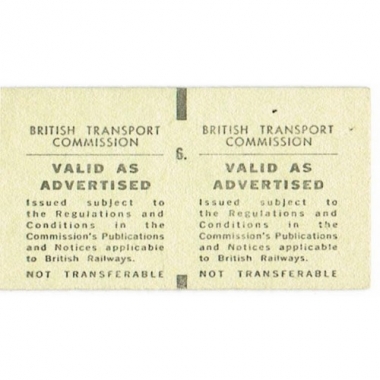 BRITISH TRANSPORT
COMMISSION
VALID AS
ADVERTISED
Issued subject to
the Regulations and
Conditions in the
Commission's Publications
and Notices applicable
to British Railways.
NOT TRANSFERABLE
6.
BRITISH TRANSPORT
COMMISSION
VALID AS
ADVERTISED
Issued subject to
the Regulations and
Conditions in the
Commission's Publications
and Notices applicable
to British Railways.
NOT TRANSFERABLE